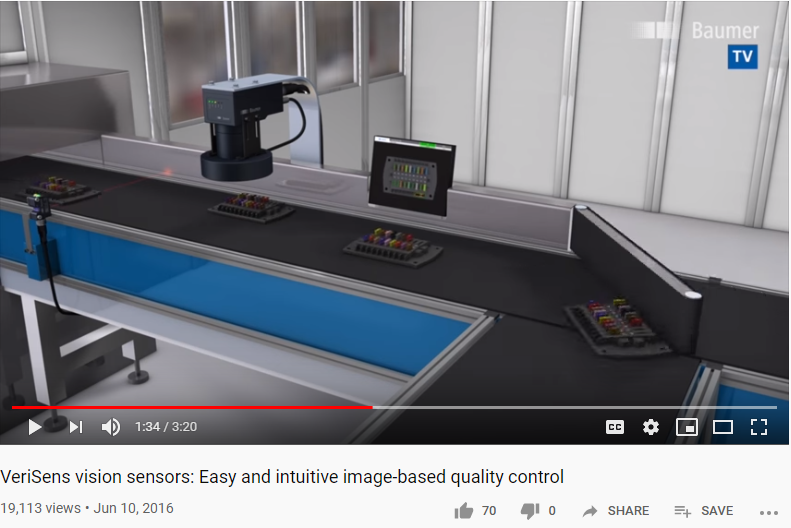 Baumer
TV
1:34 / 3:20
CC
VeriSens vision sensors: Easy and intuitive image-based quality control
19,113 views • Jun 10, 2016
70
0
SHARE
SAVE